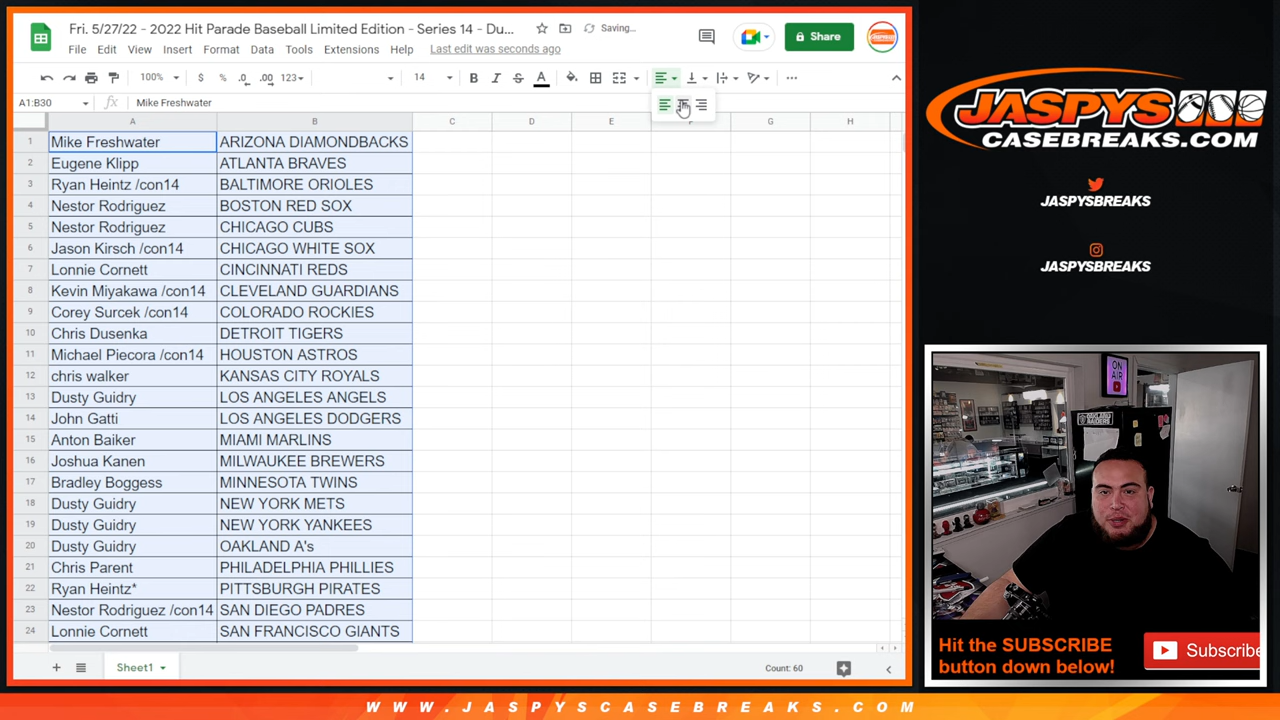 Fri. 5/27/22 - 2022 Hit Parade Baseball Limited Edition - Series 14 - Du...
Saving...
Share
File Edit View Insert Format Data Tools Extensions Help Last edit was seconds ago
100% $ % .0 .00 123 14 B I S A
A1:B30 fx Mike Freshwater
A B C D E F G H
1 Mike Freshwater ARIZONA DIAMONDBACKS
2 Eugene Klipp ATLANTA BRAVES
3 Ryan Heintz /con14 BALTIMORE ORIOLES
4 Nestor Rodriguez BOSTON RED SOX
5 Nestor Rodriguez CHICAGO CUBS
6 Jason Kirsch /con14 CHICAGO WHITE SOX
7 Lonnie Cornett CINCINNATI REDS
8 Kevin Miyakawa /con14 CLEVELAND GUARDIANS
9 Corey Surcek /con14 COLORADO ROCKIES
10 Chris Dusenka DETROIT TIGERS
11 Michael Piecora /con14 HOUSTON ASTROS
12 chris walker KANSAS CITY ROYALS
13 Dusty Guidry LOS ANGELES ANGELS
14 John Gatti LOS ANGELES DODGERS
15 Anton Baiker MIAMI MARLINS
16 Joshua Kanen MILWAUKEE BREWERS
17 Bradley Boggess MINNESOTA TWINS
18 Dusty Guidry NEW YORK METS
19 Dusty Guidry NEW YORK YANKEES
20 Dusty Guidry OAKLAND A's
21 Chris Parent PHILADELPHIA PHILLIES
22 Ryan Heintz* PITTSBURGH PIRATES
23 Nestor Rodriguez /con14 SAN DIEGO PADRES
24 Lonnie Cornett SAN FRANCISCO GIANTS
Sheet1
Count: 60
JASPYS
CASEBREAKS.COM
JASPYSBREAKS
JASPYSBREAKS
ON
AIR
OAKLAND
RAIDERS
Hit the SUBSCRIBE
button down below!
Subscribe
WWW.JASPYSCASEBREAKS.COM